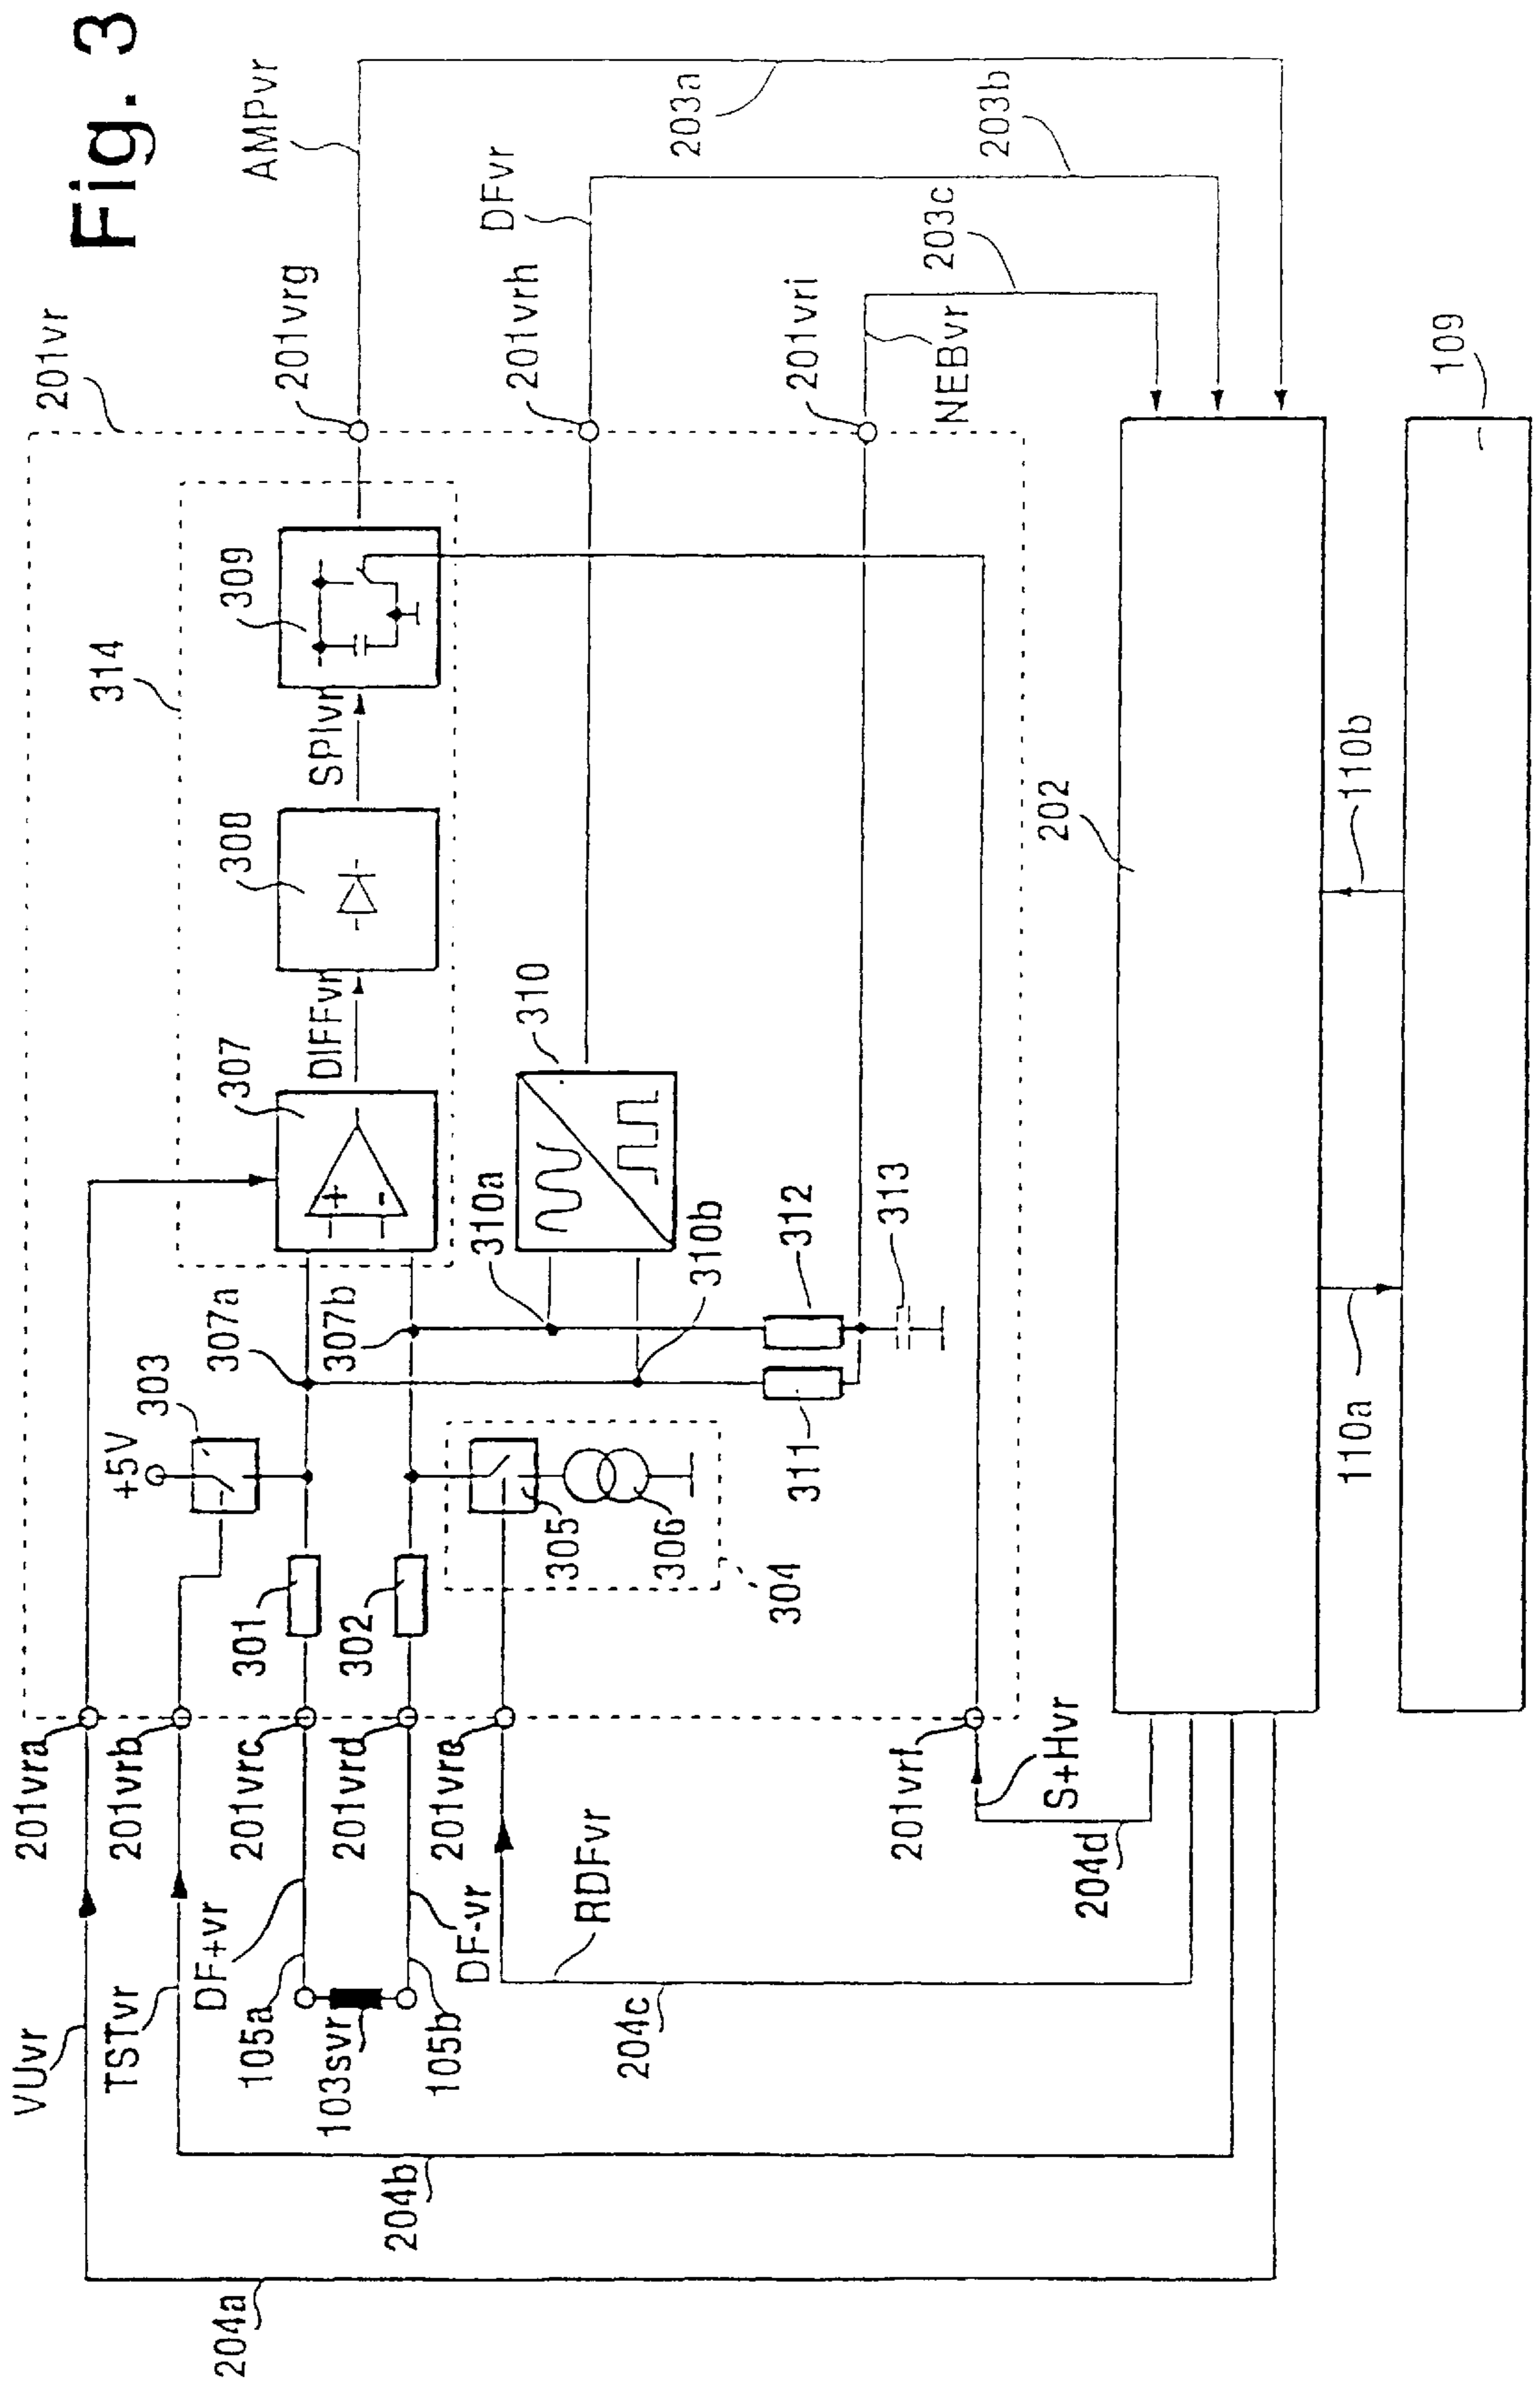 Fig. 3
201vr
314
AMPvr
VUvr
201vra
TSTvr
201vrb
+5V
303
307
308
309
201vrg
DIFFvr
SPIvr
DF+vr
201vrc
301
307a
105a
103svr
201vrd
302
307b
105b
DF-vr
201vre
310a
310
201vrh
DFvr
305
306
304
310b
RDFvr
204c
311
312
313
201vri
NEBvr
203a
203b
203c
201vrf
S+Hvr
204d
204b
204a
202
110a
110b
109
+
-